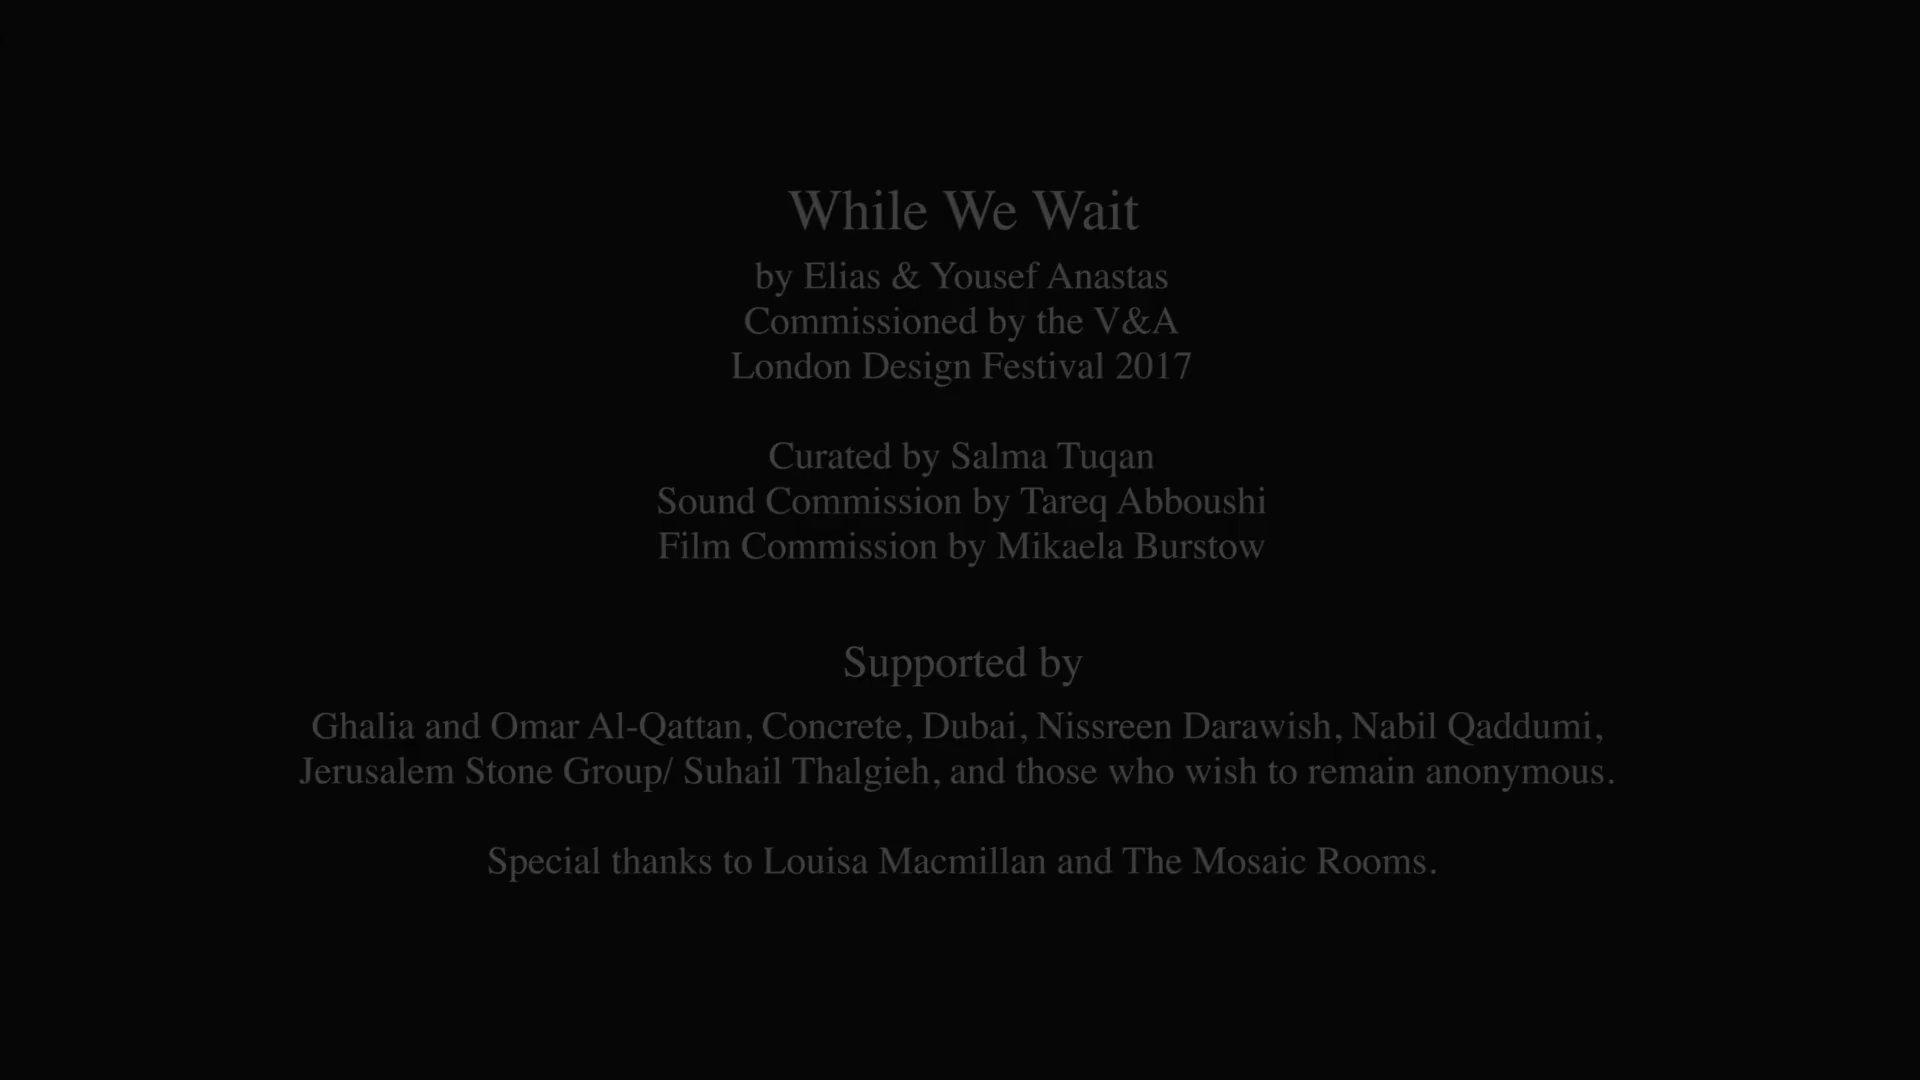 While We Wait
by Elias & Yousef Anastas
Commissioned by the V&A
London Design Festival 2017
Curated by Salma Tuqan
Sound Commission by Tareq Abboushi
Film Commission by Mikaela Burstow
Supported by
Ghalia and Omar Al-Qattan, Concrete, Dubai, Nissreen Darawish, Nabil Qaddumi,
Jerusalem Stone Group/ Suhail Thalgieh, and those who wish to remain anonymous.
Special thanks to Louisa Macmillan and The Mosaic Rooms.